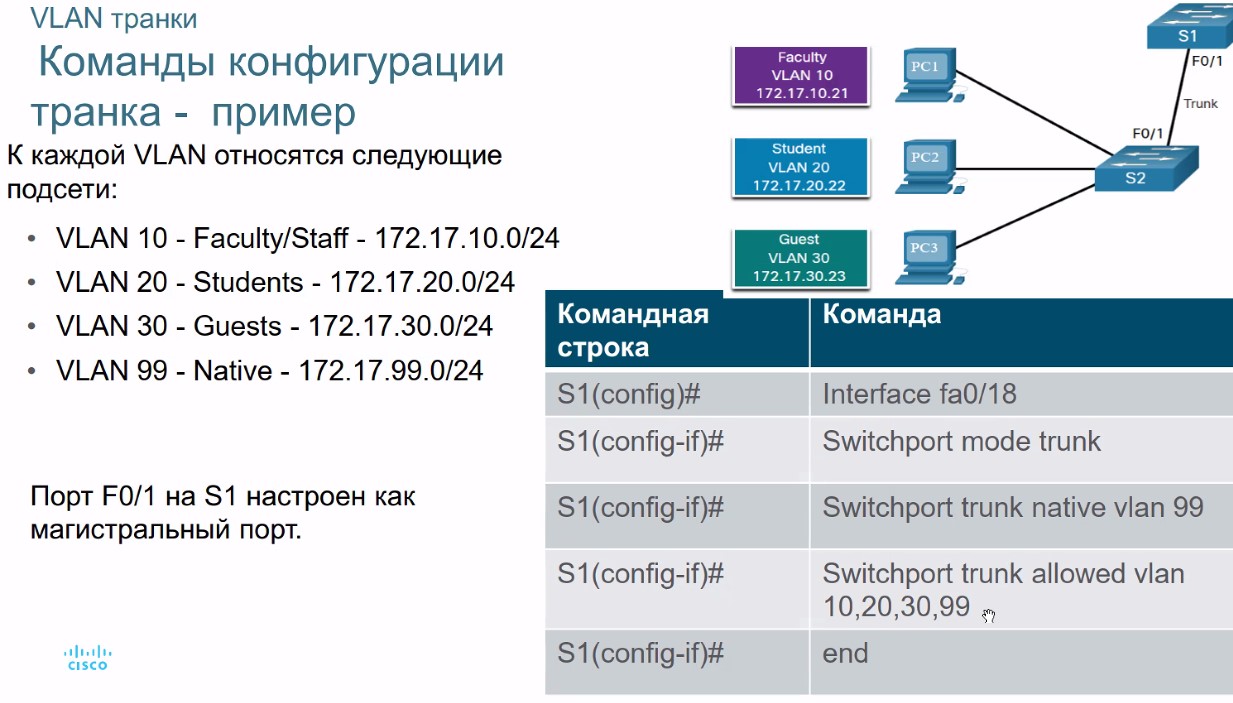 VLAN транки
Команды конфигурации
транка - пример
К каждой VLAN относятся следующие
подсети:
• VLAN 10 - Faculty/Staff - 172.17.10.0/24
• VLAN 20 - Students - 172.17.20.0/24
• VLAN 30 - Guests - 172.17.30.0/24
• VLAN 99 - Native - 172.17.99.0/24
Порт F0/1 на S1 настроен как
магистральный порт.
CISCO
Faculty
VLAN 10
172.17.10.21
PC1
Student
VLAN 20
172.17.20.22
PC2
Guest
VLAN 30
172.17.30.23
PC3
S1
F0/1
Trunk
F0/1
S2
Командная
строка
Команда
S1(config)#
Interface fa0/18
S1(config-if)#
Switchport mode trunk
S1(config-if)#
Switchport trunk native vlan 99
S1(config-if)#
Switchport trunk allowed vlan
10,20,30,99
S1(config-if)#
end